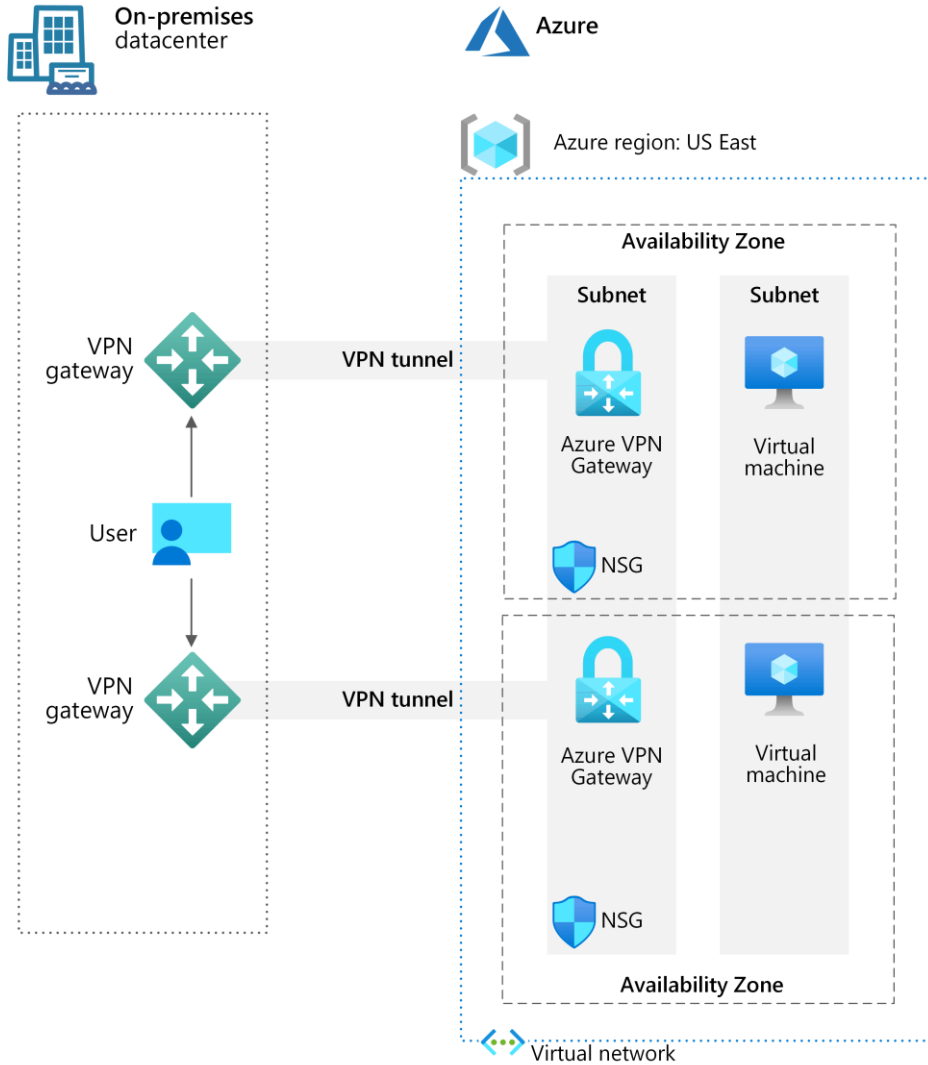 On-premises
datacenter
Azure
Azure region: US East
Availability Zone
Subnet
Subnet
VPN
gateway
VPN tunnel
Azure VPN
Gateway
Virtual
machine
User
NSG
VPN
gateway
VPN tunnel
Azure VPN
Gateway
Virtual
machine
NSG
Availability Zone
Virtual network